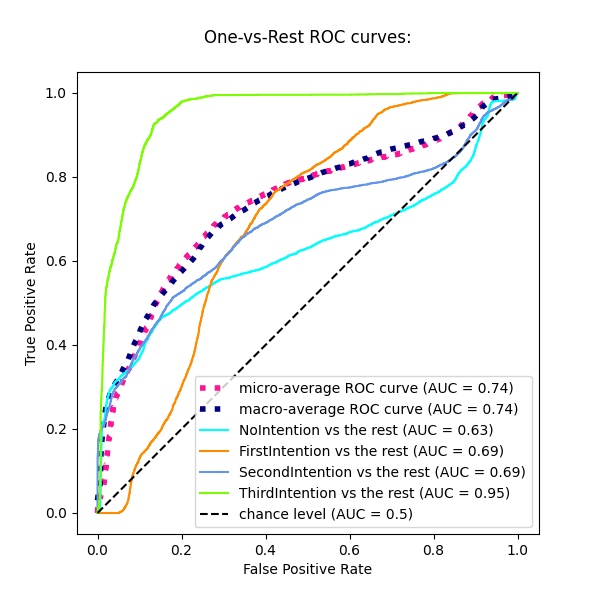 One-vs-Rest ROC curves:
True Positive Rate
1.0
0.8
0.6
0.4
0.2
0.0
micro-average ROC curve (AUC = 0.74)
macro-average ROC curve (AUC = 0.74)
NoIntention vs the rest (AUC = 0.63)
FirstIntention vs the rest (AUC = 0.69)
SecondIntention vs the rest (AUC = 0.69)
ThirdIntention vs the rest (AUC = 0.95)
chance level (AUC = 0.5)
0.0 0.2 0.4 0.6 0.8 1.0
False Positive Rate